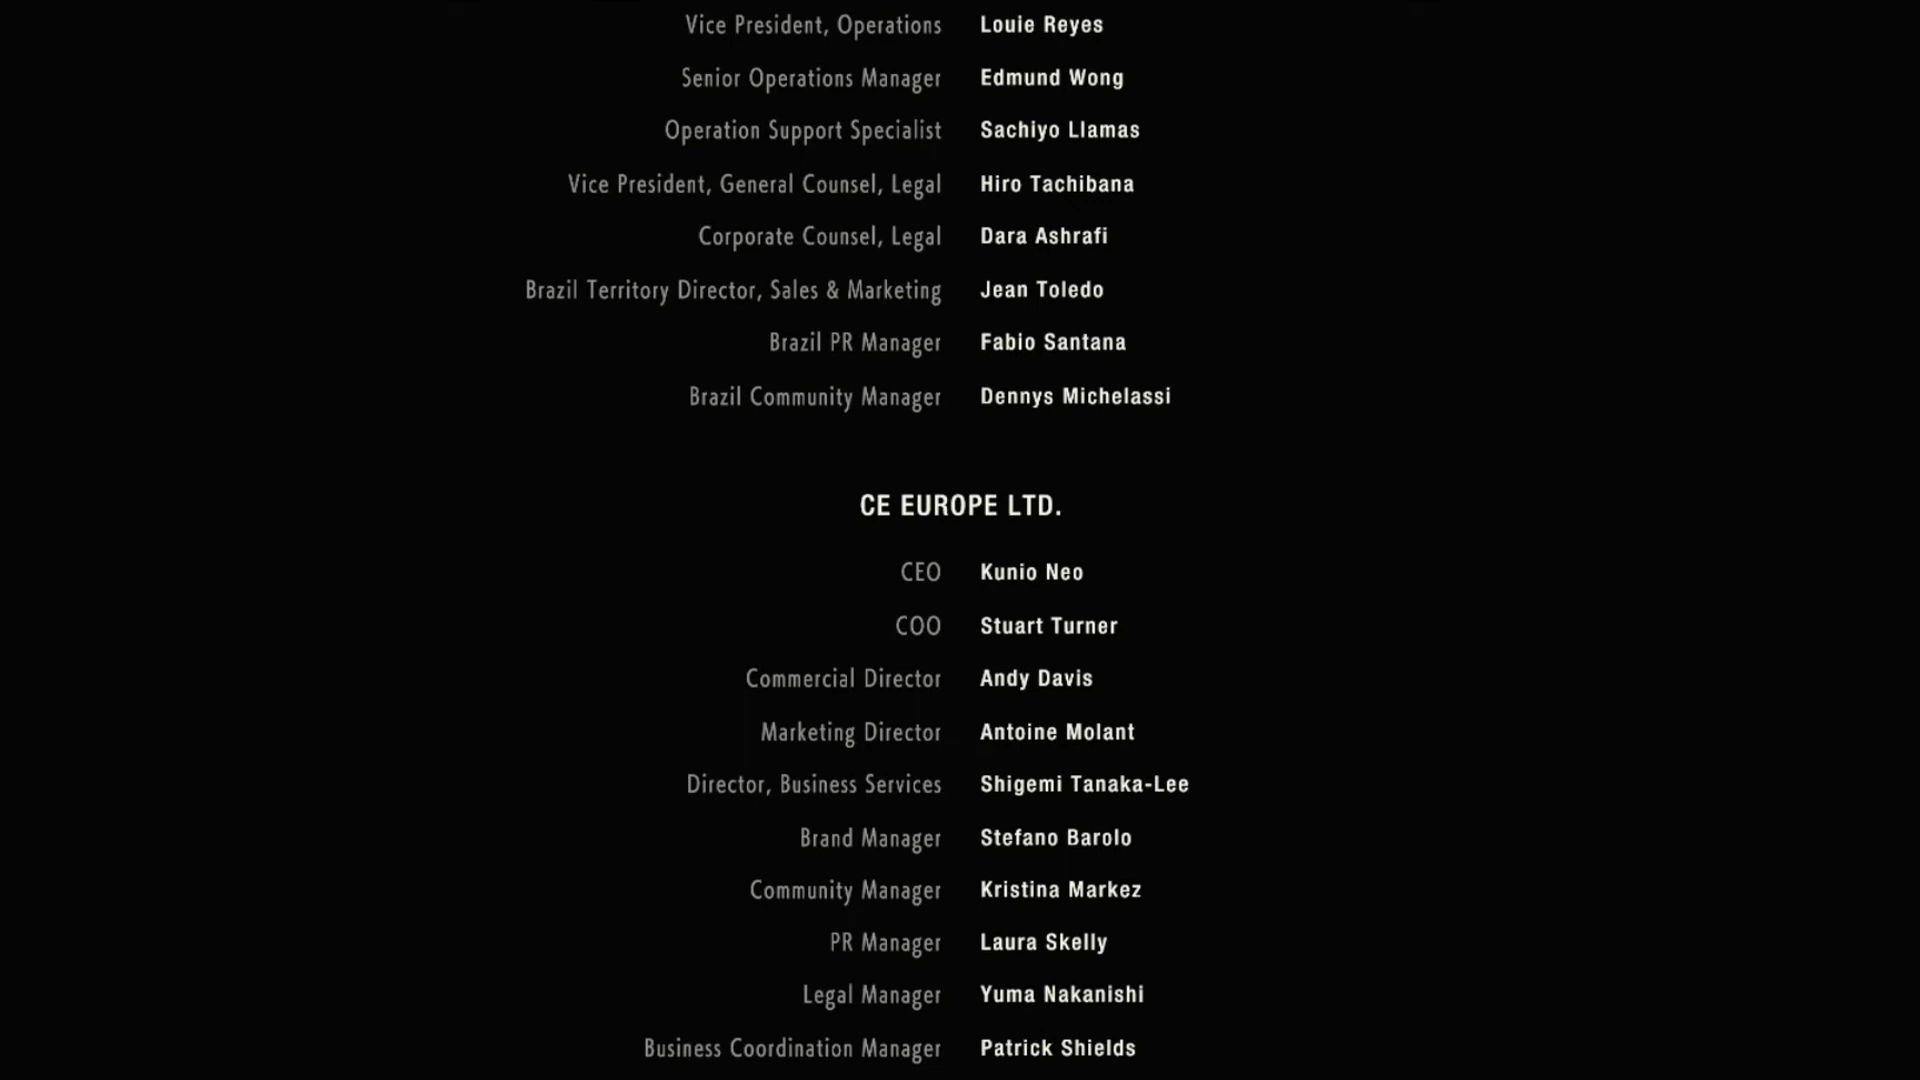 Vice President, Operations Louie Reyes
Senior Operations Manager Edmund Wong
Operation Support Specialist Sachiyo Llamas
Vice President, General Counsel, Legal Hiro Tachibana
Corporate Counsel, Legal Dara Ashrafi
Brazil Territory Director, Sales & Marketing Jean Toledo
Brazil PR Manager Fabio Santana
Brazil Community Manager Dennys Michelassi
CE EUROPE LTD.
CEO Kunio Neo
COO Stuart Turner
Commercial Director Andy Davis
Marketing Director Antoine Molant
Director, Business Services Shigemi Tanaka-Lee
Brand Manager Stefano Barolo
Community Manager Kristina Markez
PR Manager Laura Skelly
Legal Manager Yuma Nakanishi
Business Coordination Manager Patrick Shields